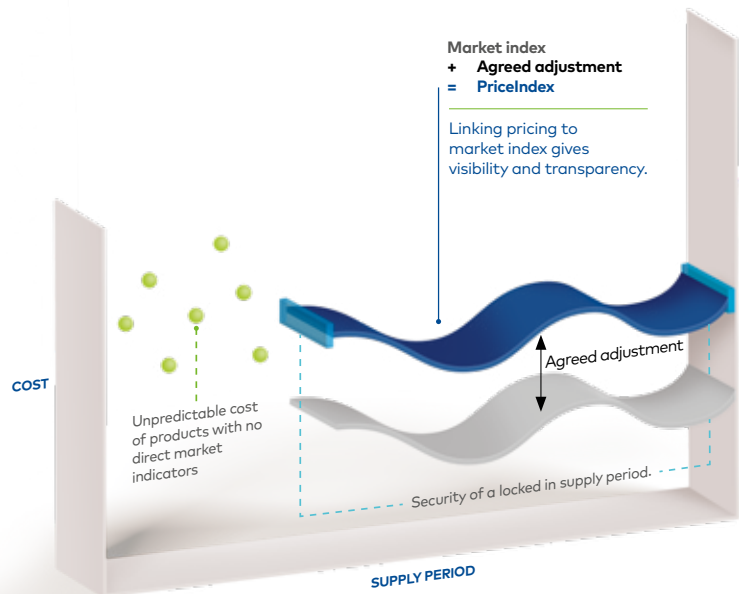 Market index
+ Agreed adjustment
= PriceIndex
Linking pricing to
market index gives
visibility and transparency.
Agreed adjustment
COST
Unpredictable cost
of products with no
direct market
indicators
Security of a locked in supply period.
SUPPLY PERIOD